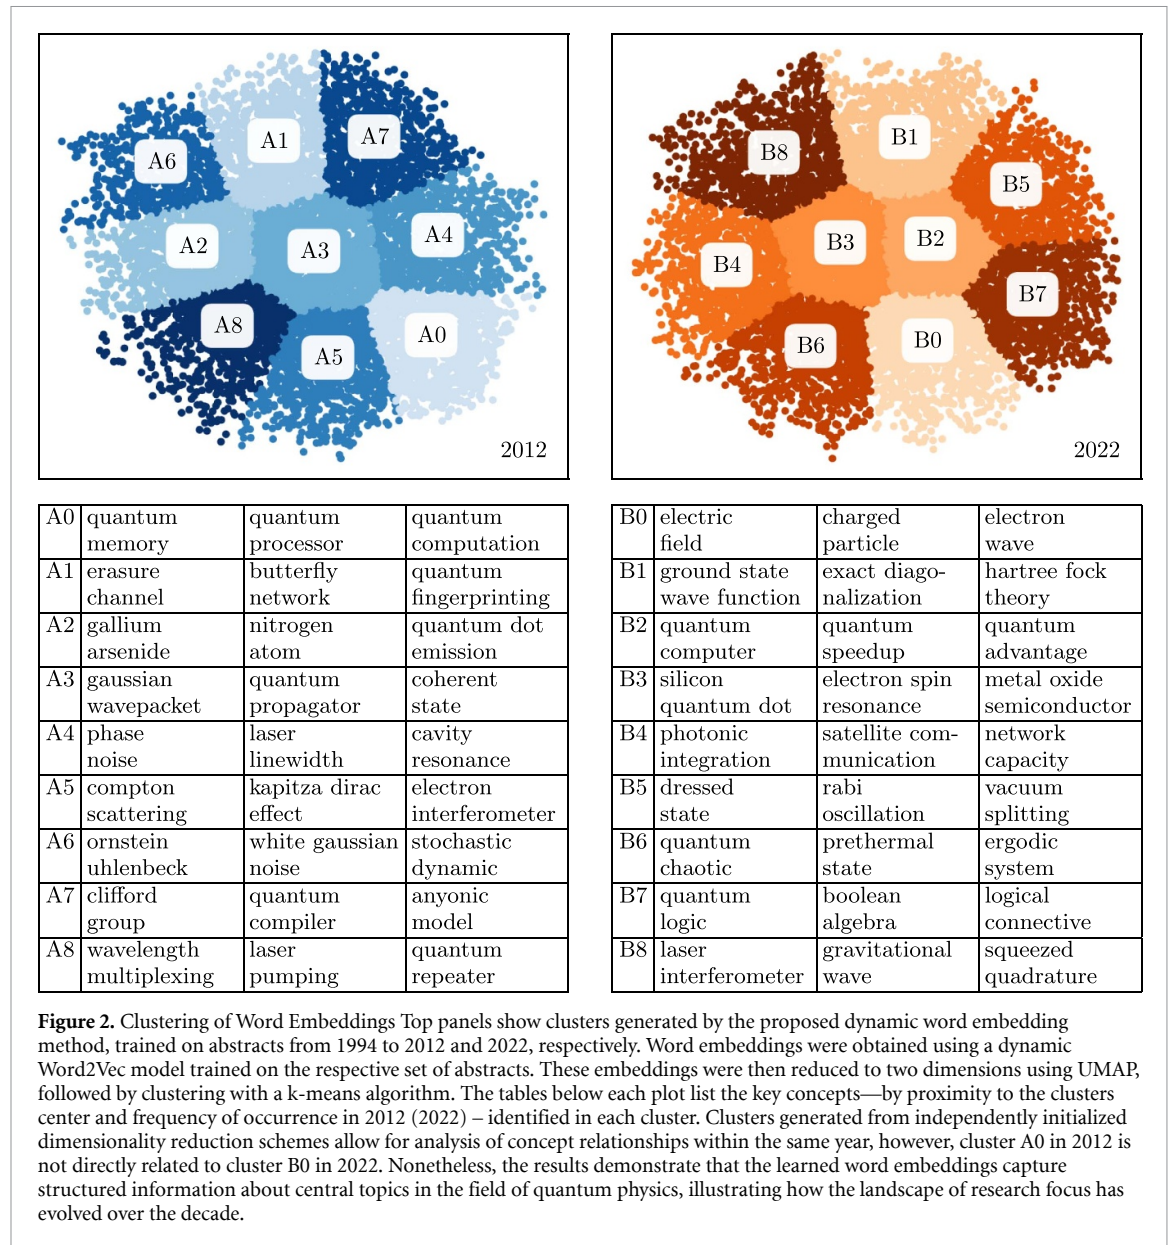 A1
A7
A6
A4
A2
A3
A8
A0
A5
2012
B1
B8
B5
B2
B3
B4
B7
B0
B6
2022
A0 quantum quantum quantum
memory processor computation
A1 erasure butterfly quantum
channel network fingerprinting
A2 gallium nitrogen quantum dot
arsenide atom emission
A3 gaussian quantum coherent
wavepacket propagator state
A4 phase laser cavity
noise linewidth resonance
A5 compton kapitza dirac electron
scattering effect interferometer
A6 ornstein white gaussian stochastic
uhlenbeck noise dynamic
A7 clifford quantum anyonic
group compiler model
A8 wavelength laser quantum
multiplexing pumping repeater
B0 electric charged electron
field particle wave
B1 ground state exact diago- hartree fock
wave function nalization theory
B2 quantum quantum quantum
computer speedup advantage
B3 silicon electron spin metal oxide
quantum dot resonance semiconductor
B4 photonic satellite com- network
integration munication capacity
B5 dressed rabi vacuum
state oscillation splitting
B6 quantum prethermal ergodic
chaotic state system
B7 quantum boolean logical
logic algebra connective
B8 laser gravitational squeezed
interferometer wave quadrature
Figure 2. Clustering of Word Embeddings Top panels show clusters generated by the proposed dynamic word embedding
method, trained on abstracts from 1994 to 2012 and 2022, respectively. Word embeddings were obtained using a dynamic
Word2Vec model trained on the respective set of abstracts. These embeddings were then reduced to two dimensions using UMAP,
followed by clustering with a k-means algorithm. The tables below each plot list the key concepts—by proximity to the clusters
center and frequency of occurrence in 2012 (2022) – identified in each cluster. Clusters generated from independently initialized
dimensionality reduction schemes allow for analysis of concept relationships within the same year, however, cluster A0 in 2012 is
not directly related to cluster B0 in 2022. Nonetheless, the results demonstrate that the learned word embeddings capture
structured information about central topics in the field of quantum physics, illustrating how the landscape of research focus has
evolved over the decade.